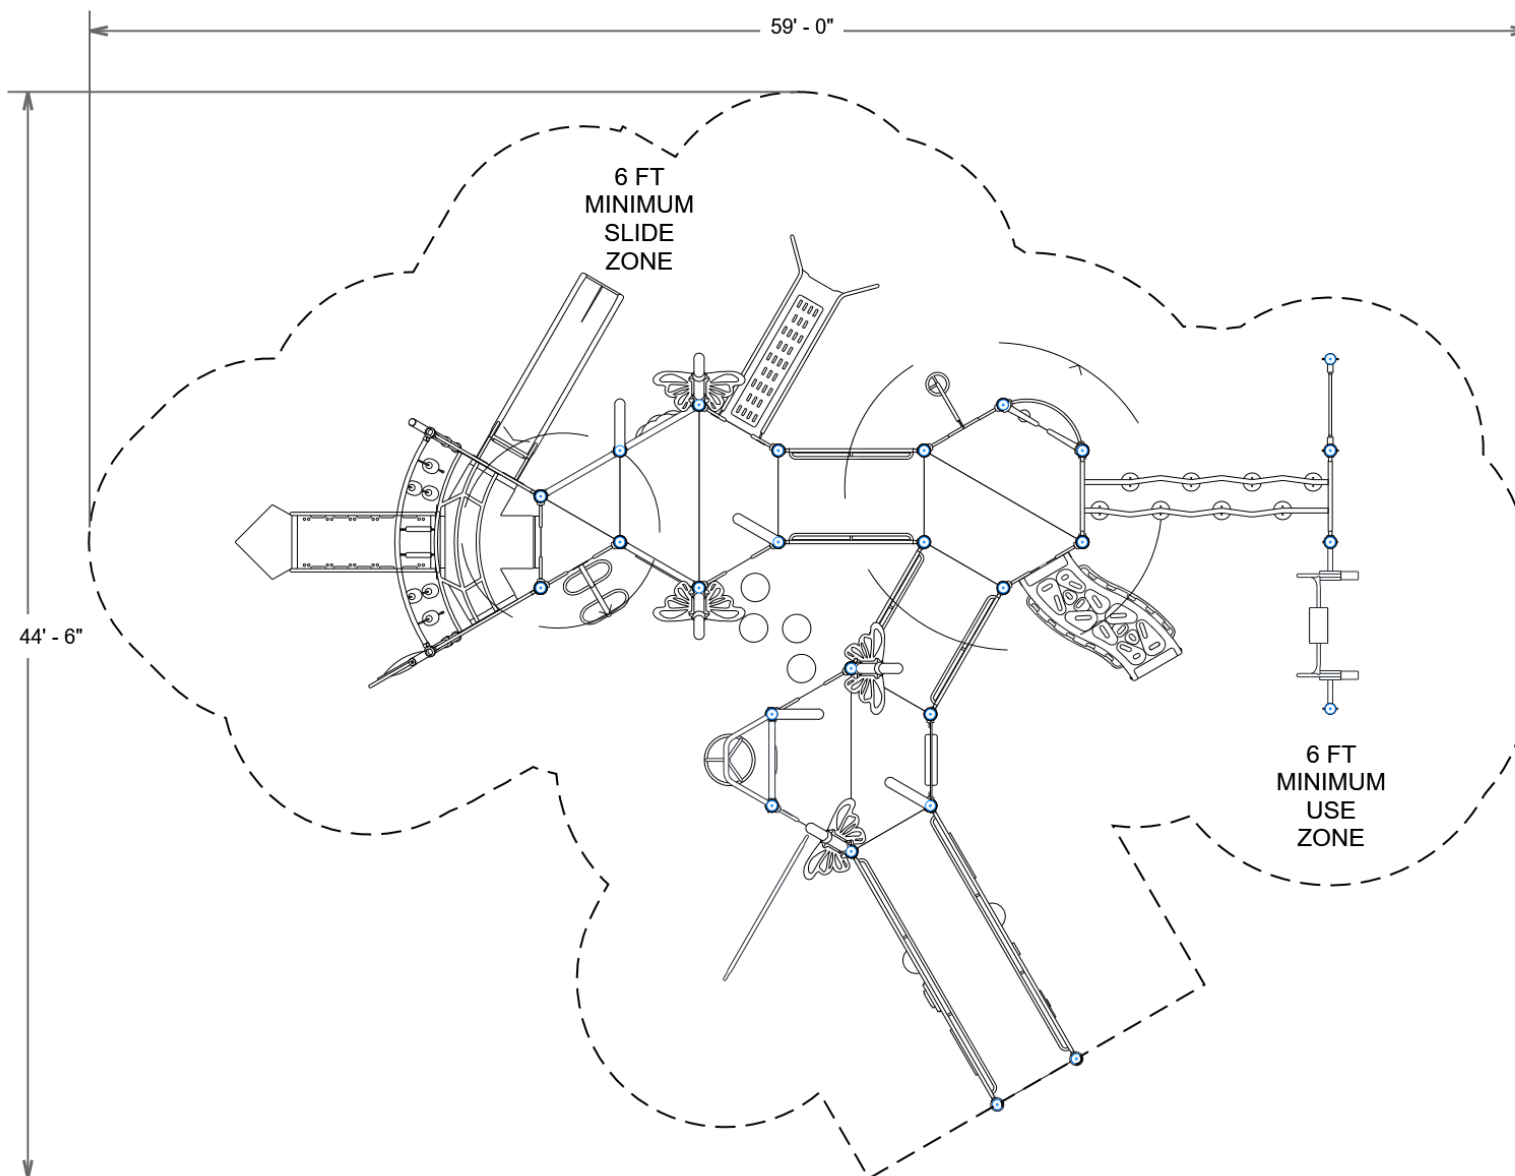 59' - 0"
6 FT
MINIMUM
SLIDE
ZONE
44' - 6"
6 FT
MINIMUM
USE
ZONE